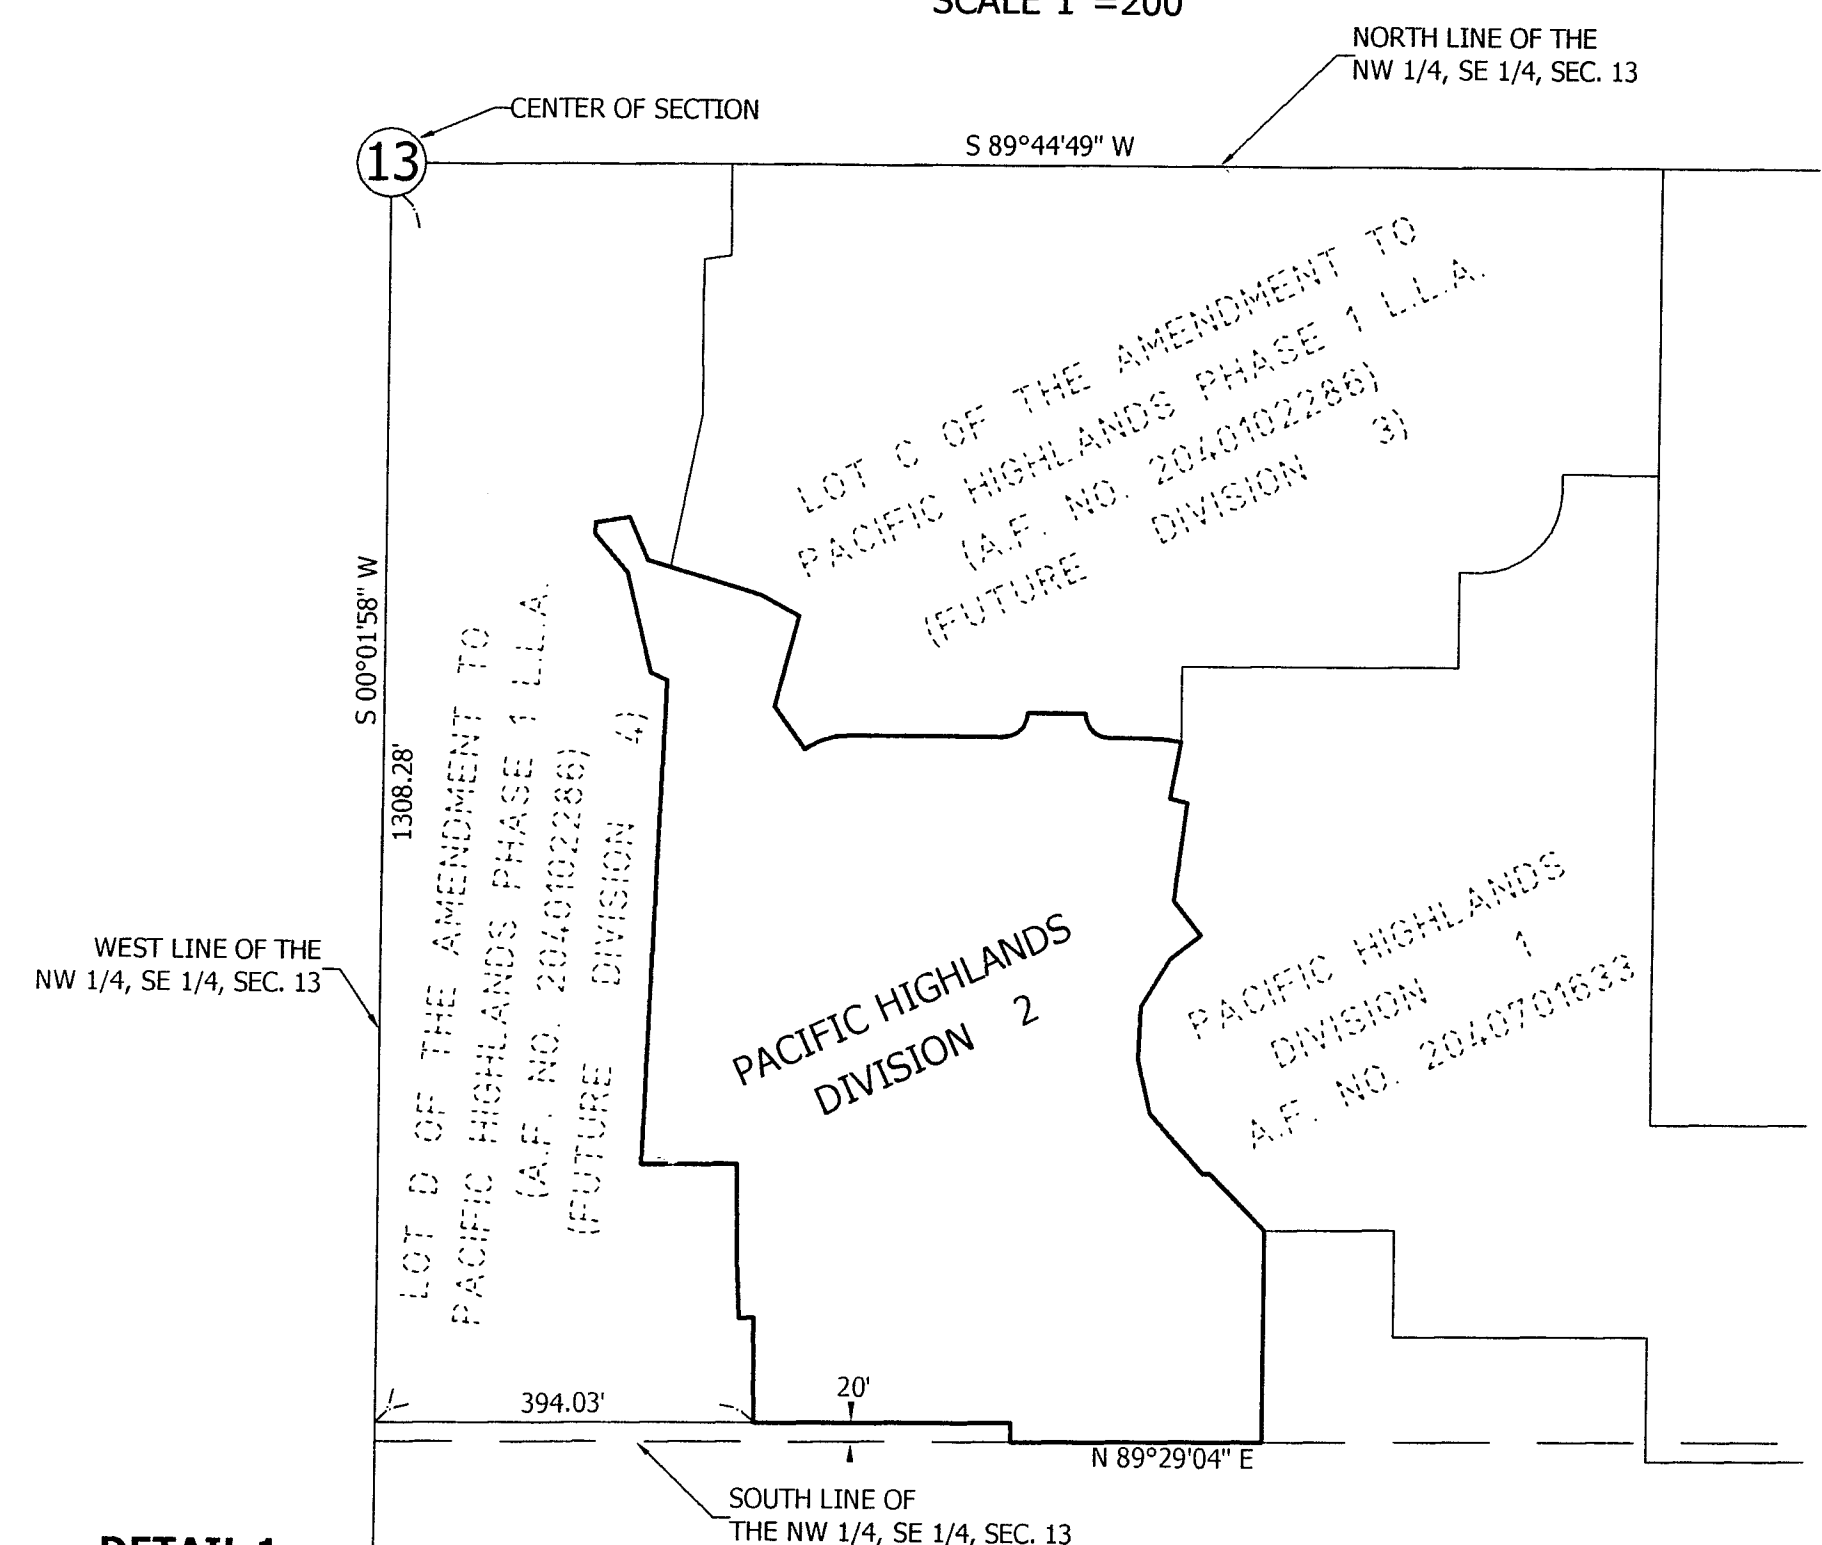 SCALE 1"=200'
NORTH LINE OF THE
NW 1/4, SE 1/4, SEC. 13
CENTER OF SECTION
13
S 89°44'49" W
LOT C OF THE AMENDMENT TO
PACIFIC HIGHLANDS PHASE 1 L.L.A.
(A.F. NO. 2040102286)
(FUTURE DIVISION 3)
S 00°01'58" W
1308.28'
LOT D OF THE AMENDMENT TO
PACIFIC HIGHLANDS PHASE 1 L.L.A.
(A.F. NO. 2040102286)
(FUTURE DIVISION 4)
WEST LINE OF THE
NW 1/4, SE 1/4, SEC. 13
PACIFIC HIGHLANDS
DIVISION 2
PACIFIC HIGHLANDS
DIVISION 1
A.F. NO. 2040701633
394.03'
20'
N 89°29'04" E
SOUTH LINE OF
THE NW 1/4, SE 1/4, SEC. 13
DETAIL 1